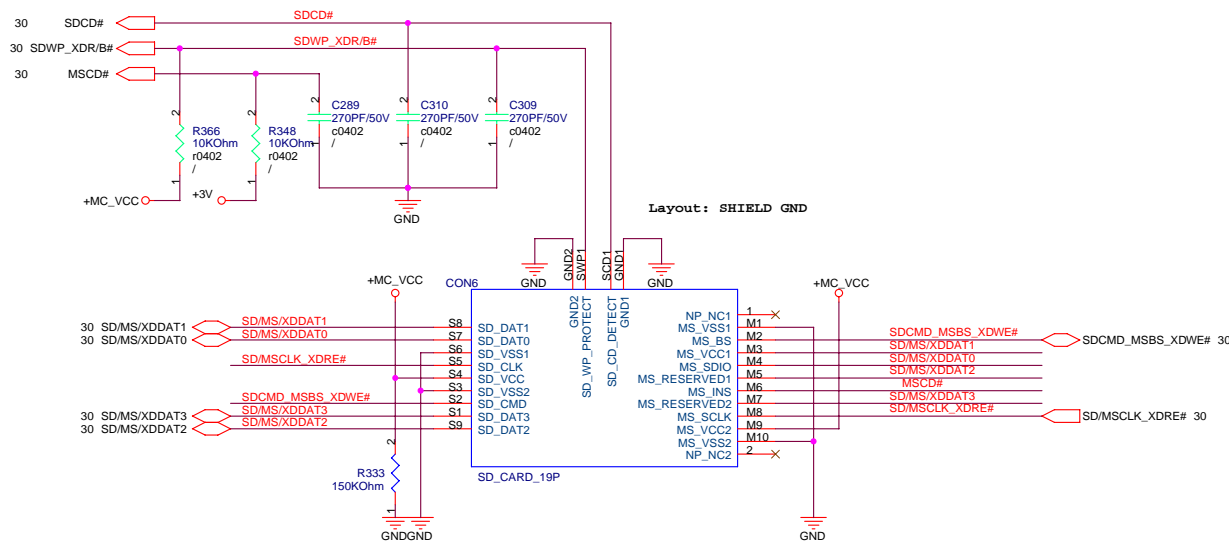 30 SDCD# SDCD#
30 SDWP_XDR/B# SDWP_XDR/B#
30 MSCD#
2 2 2 C289 2 C310 2 C309
270PF/50V 270PF/50V 270PF/50V
R366 R348 c0402 c0402 c0402
10KOhm 10KOhm 1 / 1 / 1 /
r0402 r0402
/ /
1 1
+MC_VCC +3V
GND
Layout: SHIELD GND
GND2 SWP1 SCD1 GND1
GND GND
+MC_VCC CON6 +MC_VCC
GND2 SD_WP_PROTECT SD_CD_DETECT GND1
NP_NC1 1
30 SD/MS/XDDAT1 SD/MS/XDDAT1 S8 SD_DAT1 MS_VSS1 M1
30 SD/MS/XDDAT0 SD/MS/XDDAT0 S7 SD_DAT0 MS_BS M2 SDCMD_MSBS_XDWE# SDCMD_MSBS_XDWE# 30
S6 SD_VSS1 MS_VCC1 M3 SD/MS/XDDAT1
SD/MSCLK_XDRE# S5 SD_CLK MS_SDIO M4 SD/MS/XDDAT0
S4 SD_VCC MS_RESERVED1 M5 SD/MS/XDDAT2
S3 SD_VSS2 MS_INS M6 MSCD#
SDCMD_MSBS_XDWE# S2 SD_CMD MS_RESERVED2 M7 SD/MS/XDDAT3
30 SD/MS/XDDAT3 SD/MS/XDDAT3 S1 SD_DAT3 MS_SCLK M8 SD/MSCLK_XDRE# SD/MSCLK_XDRE# 30
30 SD/MS/XDDAT2 SD/MS/XDDAT2 S9 SD_DAT2 MS_VCC2 M9
MS_VSS2 M10
2 NP_NC2 2
R333
150KOhm SD_CARD_19P
1
GND GND GND